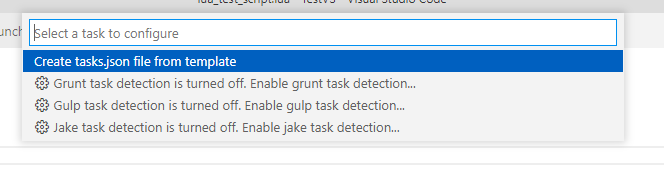 lua_test_script.lua - TestVS - Visual Studio Code
Select a task to configure
Create tasks.json file from template
Grunt task detection is turned off. Enable grunt task detection...
Gulp task detection is turned off. Enable gulp task detection...
Jake task detection is turned off. Enable jake task detection...